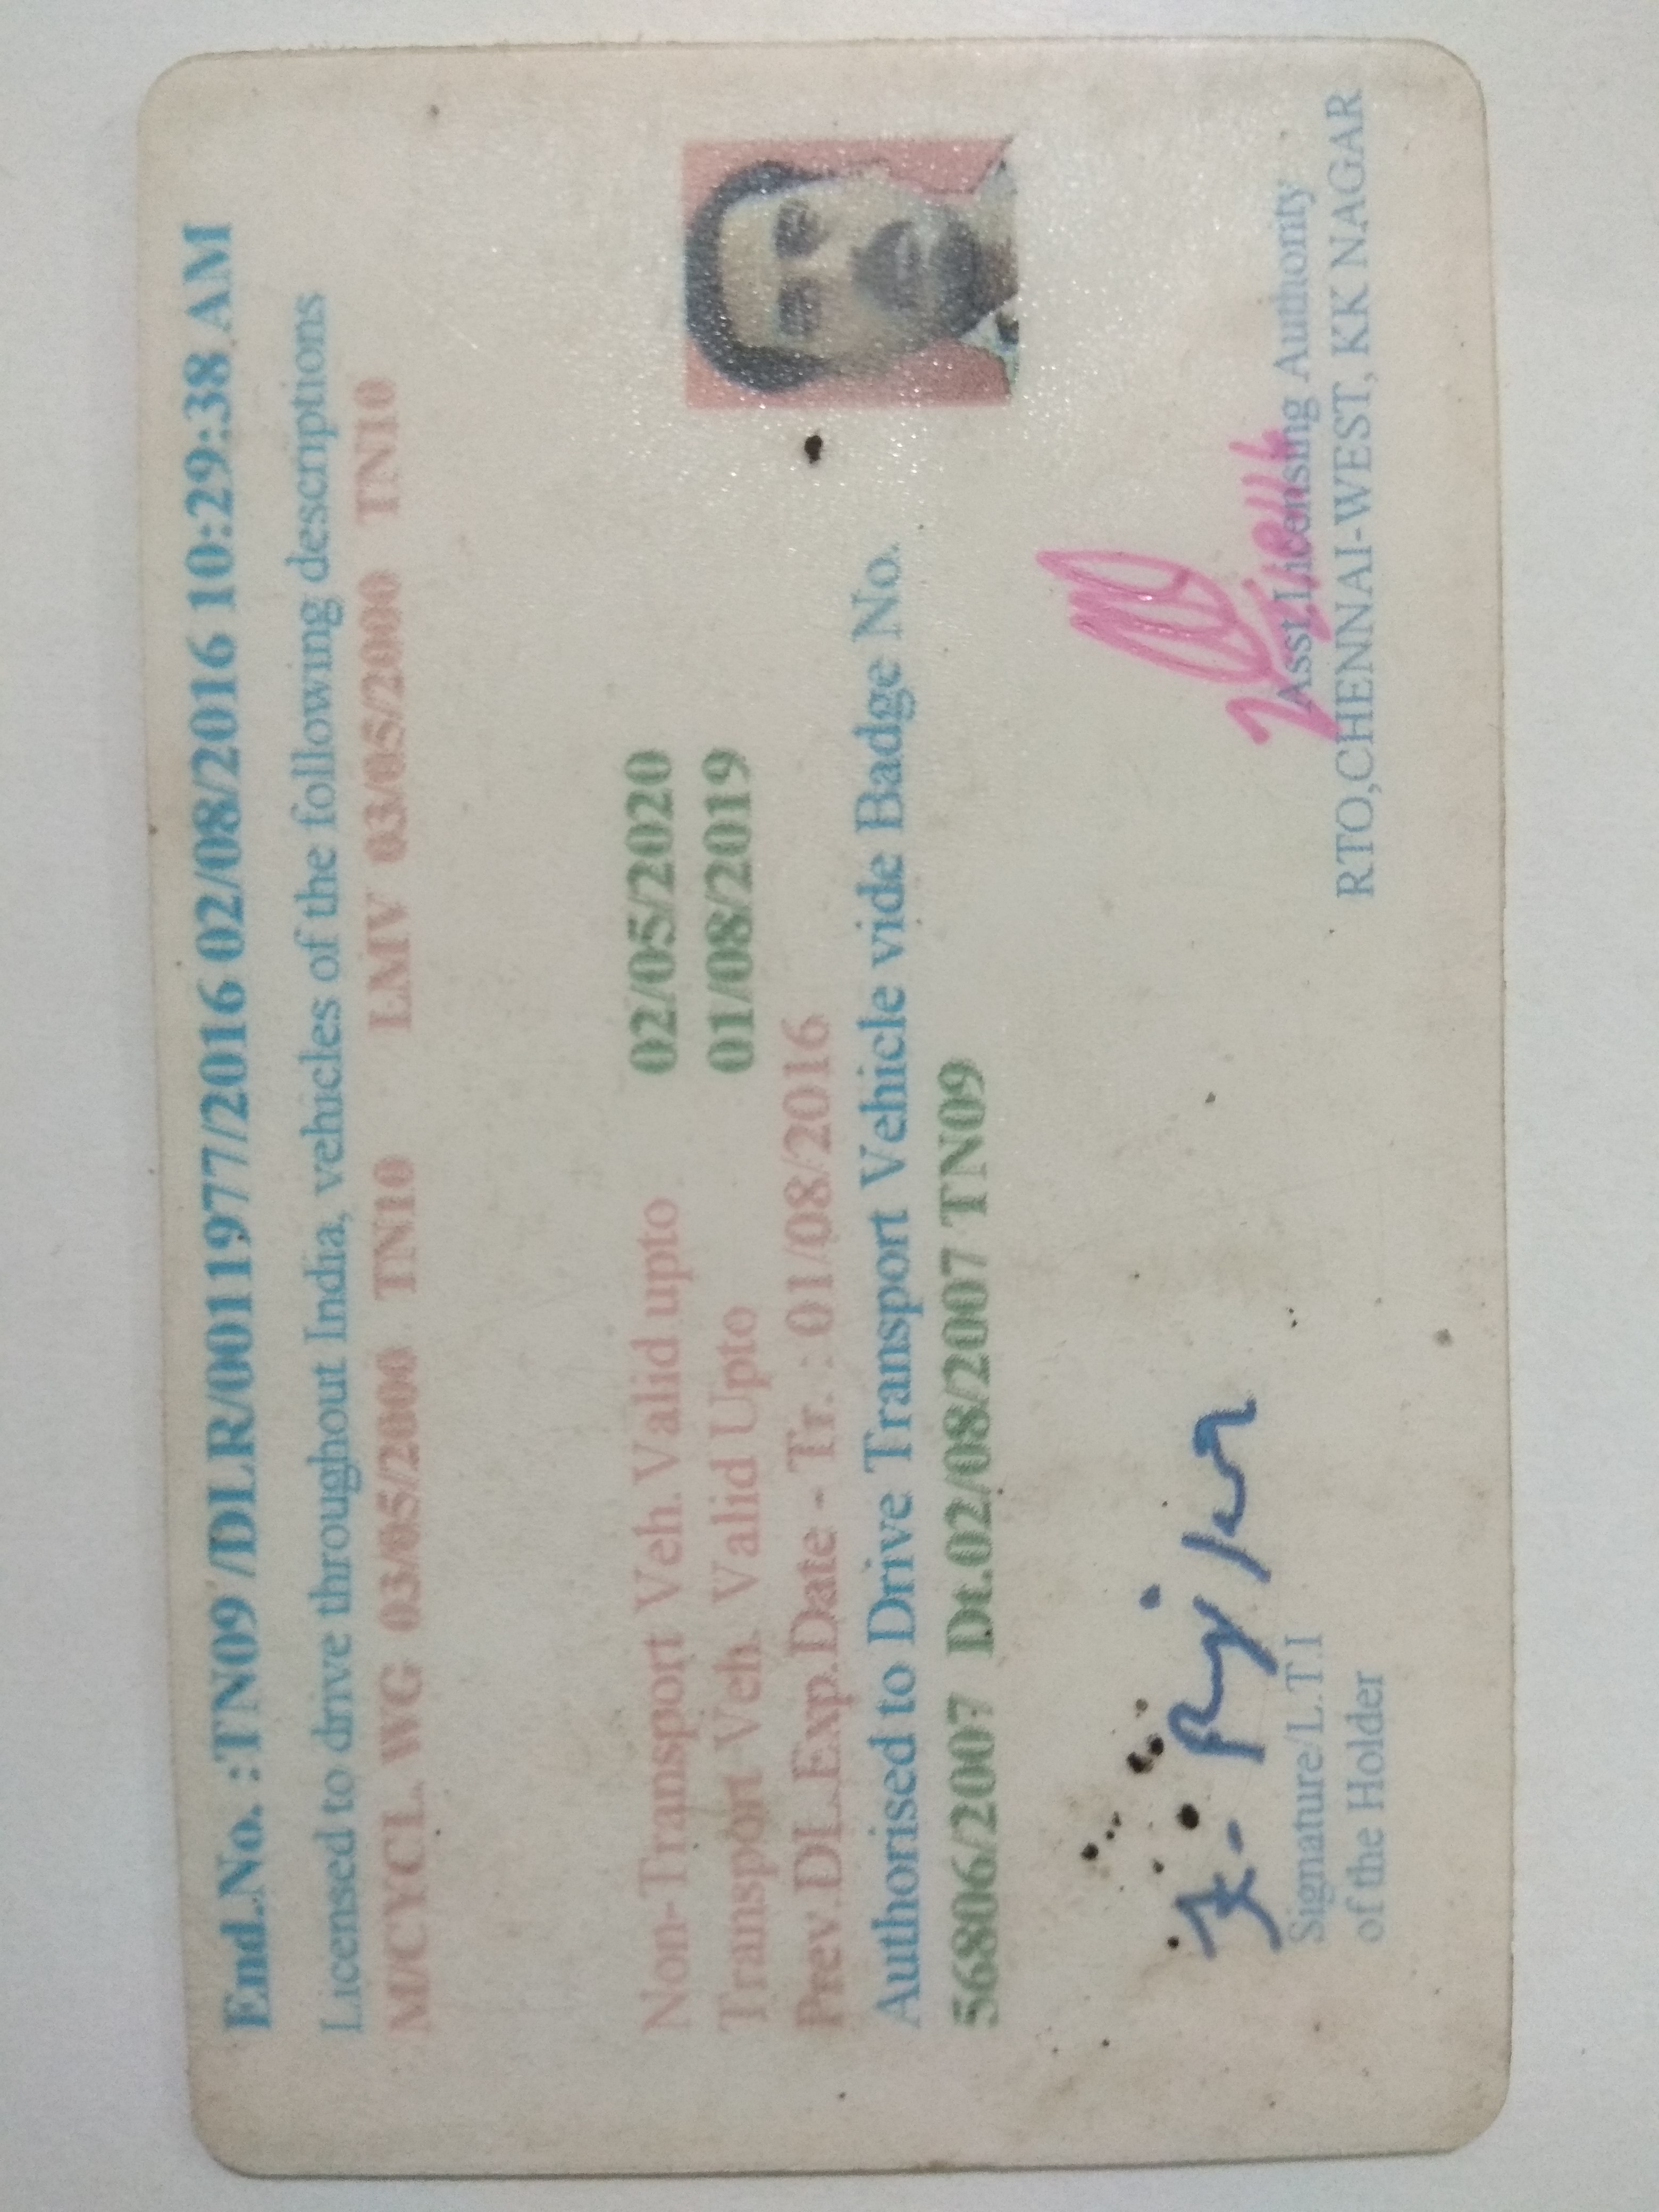 End.No. :TN09 /DLR/0011977/2016 02/08/2016 10:29:38 AM
Licensed to drive throughout India, vehicles of the following descriptions
M/CYCL. WG 03/05/2000 TN10 LMV 03/05/2000 TN10
Non-Transport Veh. Valid upto 02/05/2020
Transport Veh. Valid Upto 01/08/2019
Prev.DL.Exp.Date - Tr. : 01/08/2016
Authorised to Drive Transport Vehicle vide Badge No.
56806/2007 Dt.02/08/2007 TN09
Signature/L.T.I
of the Holder
Asst.Licensing Authority
RTO,CHENNAI-WEST, KK NAGAR